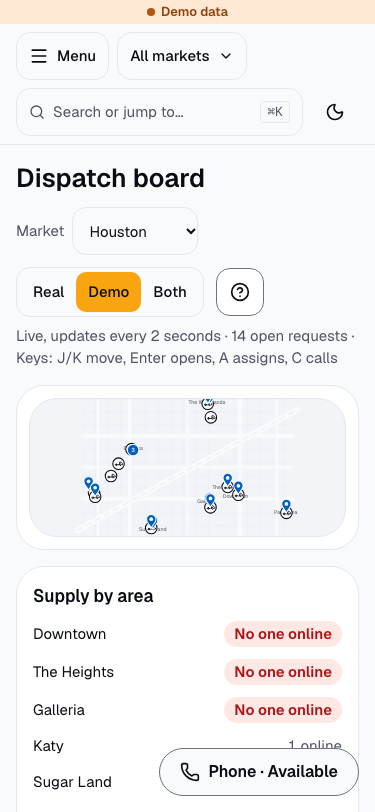 Demo data
Menu
All markets
Search or jump to...
⌘K
Dispatch board
Market
Houston
Real
Demo
Both
Live, updates every 2 seconds · 14 open requests ·
Keys: J/K move, Enter opens, A assigns, C calls
3
Supply by area
Downtown
No one online
The Heights
No one online
Galleria
No one online
Katy
1 online
Sugar Land
Phone · Available